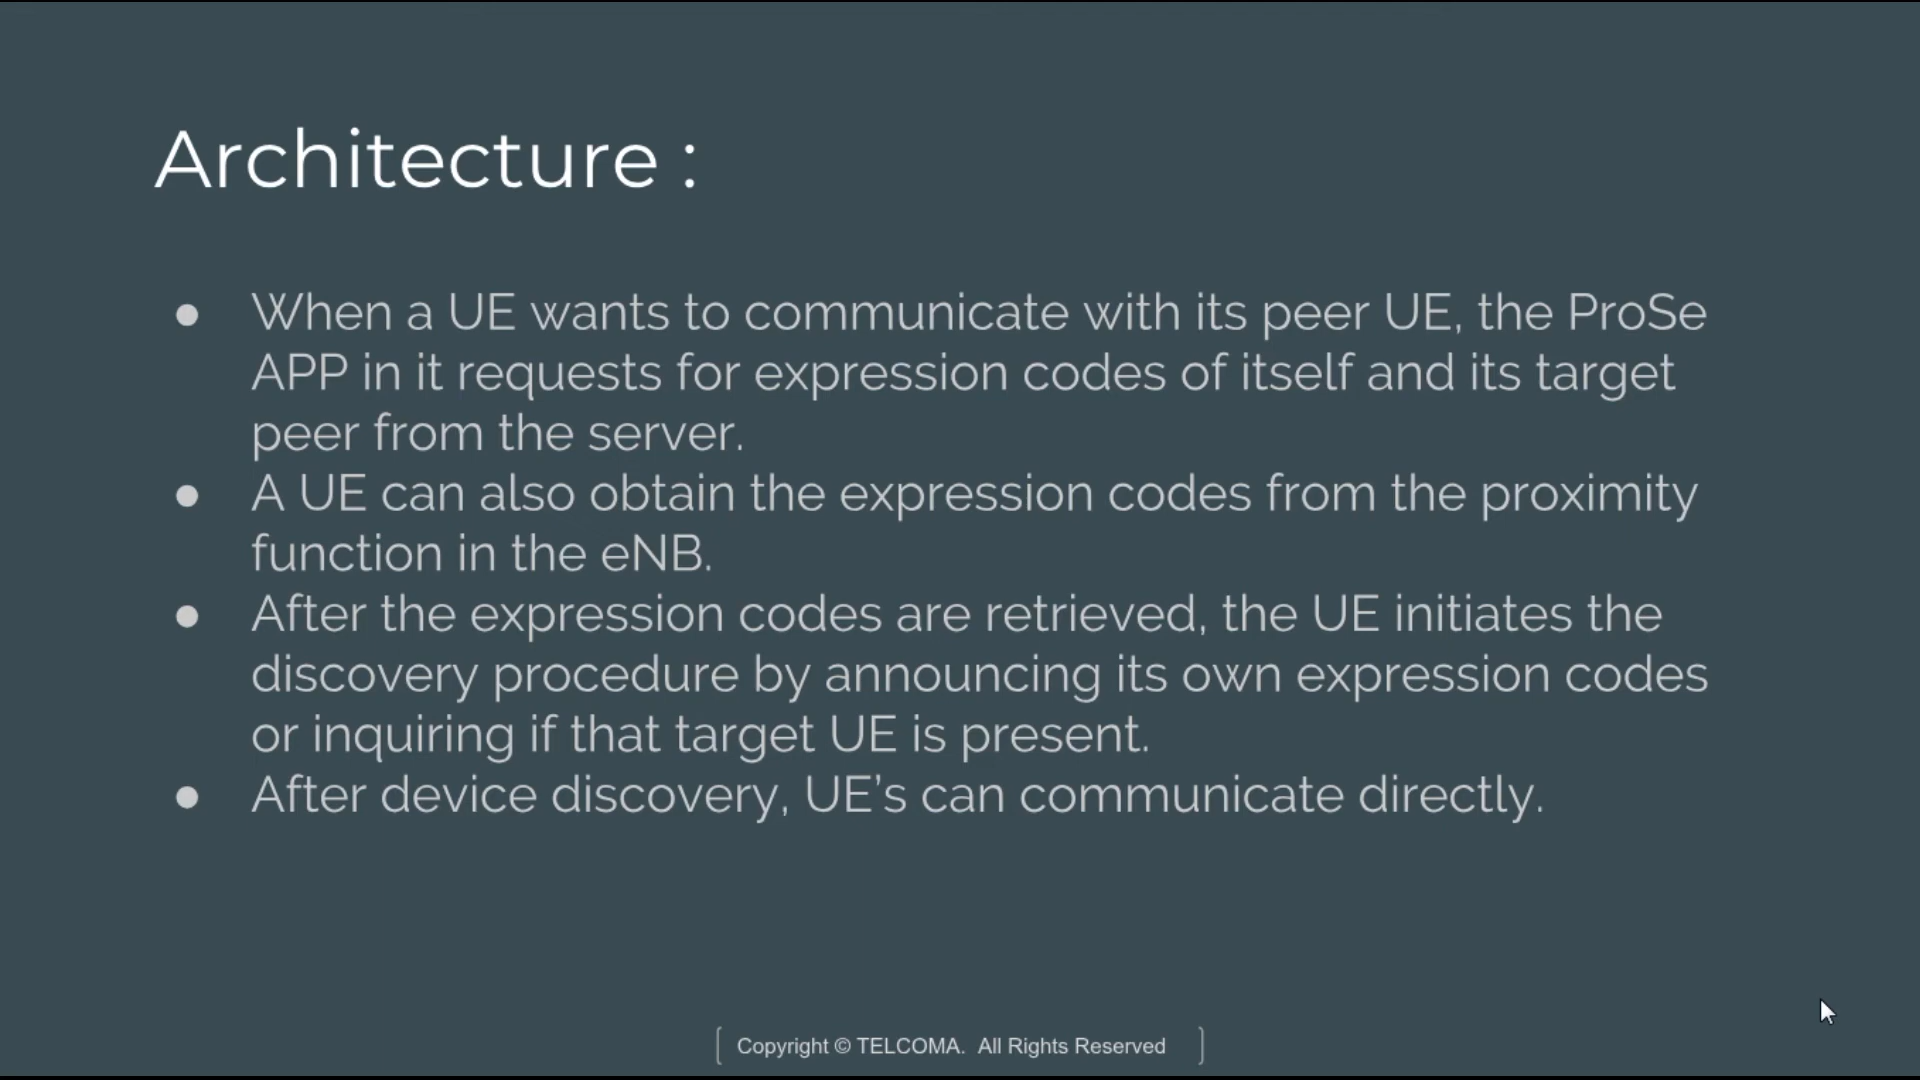 Architecture :
● When a UE wants to communicate with its peer UE, the ProSe
APP in it requests for expression codes of itself and its target
peer from the server.
● A UE can also obtain the expression codes from the proximity
function in the eNB.
● After the expression codes are retrieved, the UE initiates the
discovery procedure by announcing its own expression codes
or inquiring if that target UE is present.
● After device discovery, UE’s can communicate directly.
[ Copyright © TELCOMA. All Rights Reserved ]